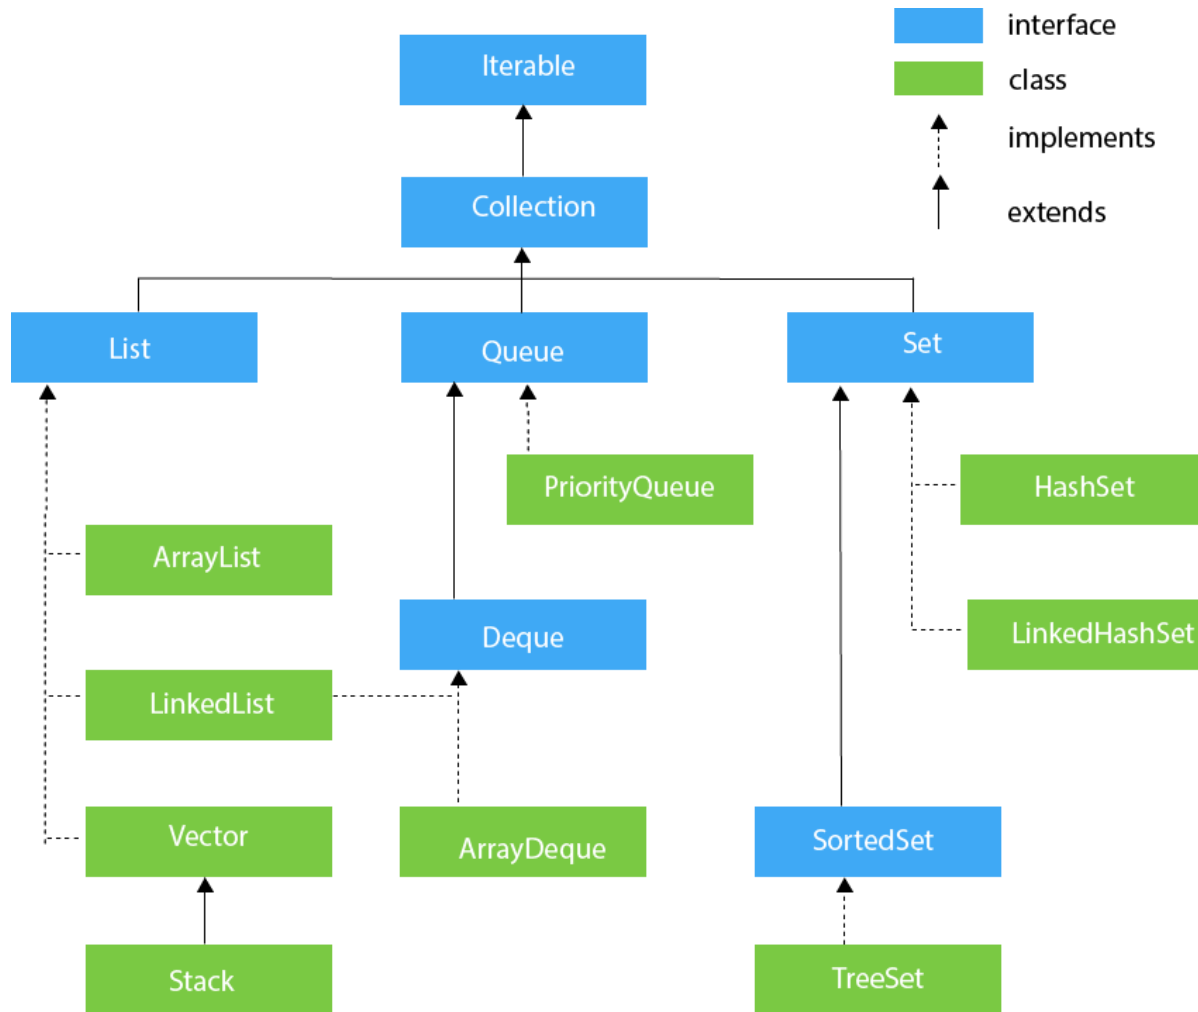 Iterable
interface
class
implements
extends
Collection
List
Queue
Set
PriorityQueue
HashSet
ArrayList
Deque
LinkedHashSet
LinkedList
Vector
ArrayDeque
SortedSet
Stack
TreeSet